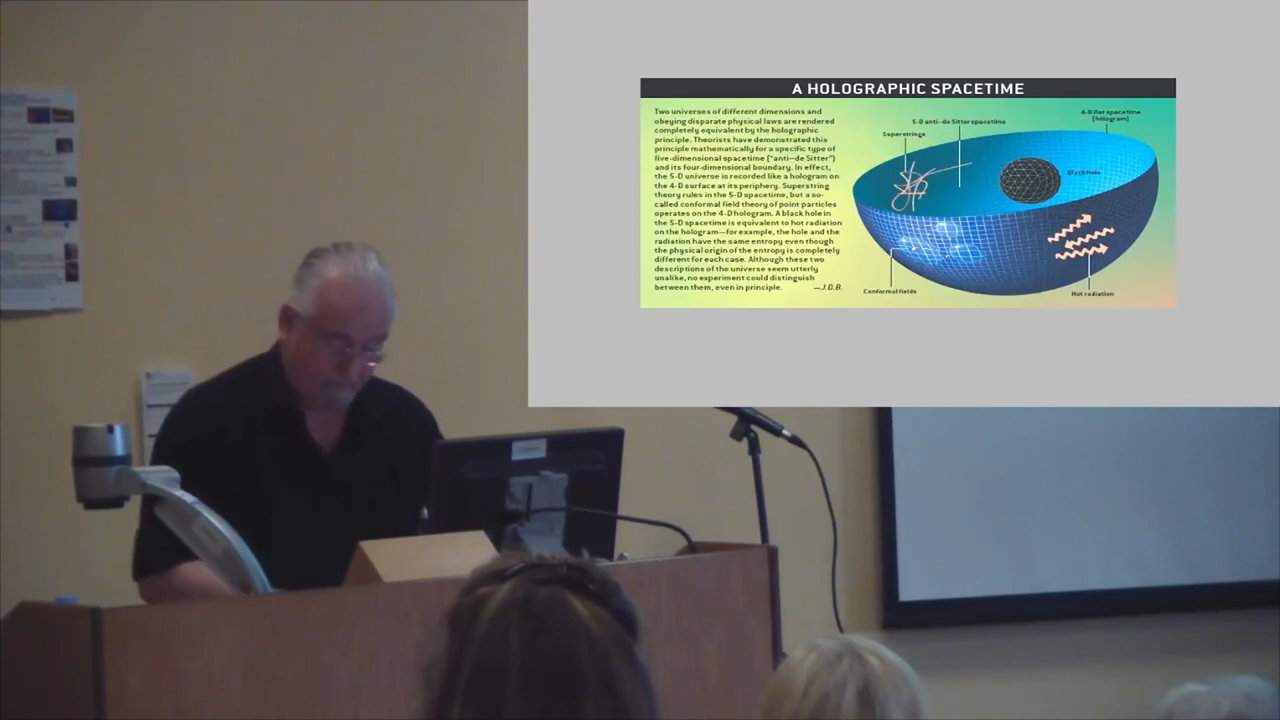 A HOLOGRAPHIC SPACETIME
Two universes of different dimensions and
obeying disparate physical laws are rendered
completely equivalent by the holographic
principle. Theorists have demonstrated this
principle mathematically for a specific type of
five-dimensional spacetime ("anti–de Sitter")
and its four-dimensional boundary. In effect,
the 5-D universe is recorded like a hologram on
the 4-D surface at its periphery. Superstring
theory rules in the 5-D spacetime, but a so-
called conformal field theory of point particles
operates on the 4-D hologram. A black hole in
the 5-D spacetime is equivalent to hot radiation
on the hologram—for example, the hole and the
radiation have the same entropy even though
the physical origin of the entropy is completely
different for each case. Although these two
descriptions of the universe seem utterly
unalike, no experiment could distinguish
between them, even in principle. —J.D.B.
5-D anti-de Sitter spacetime
4-D flat spacetime
(hologram)
Superstrings
Black hole
Conformal fields
Hot radiation